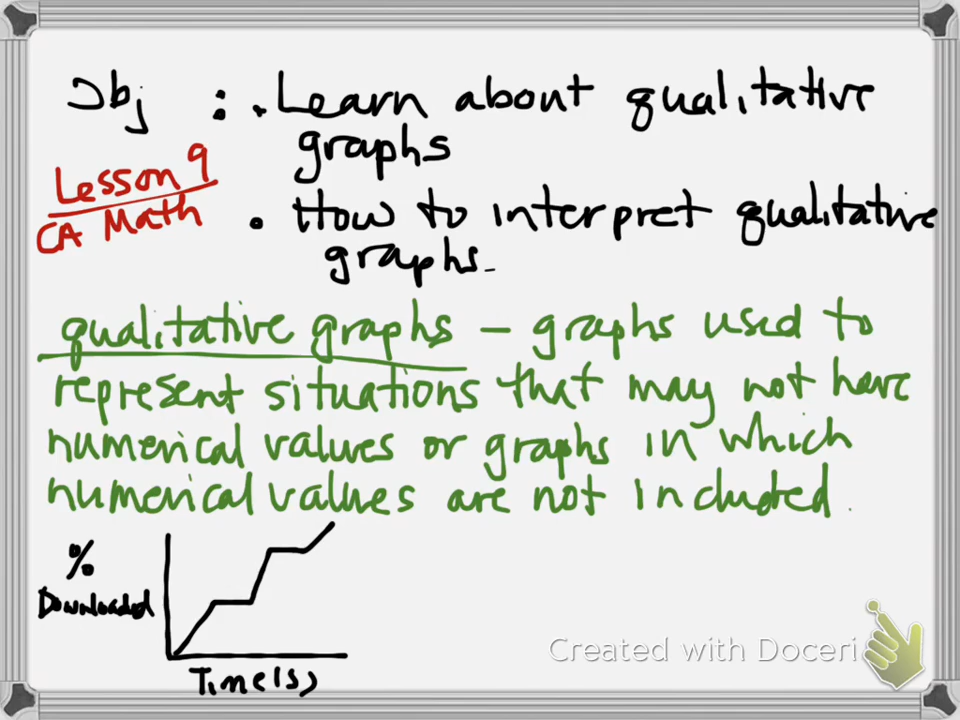 Obj : . Learn about qualitative
graphs
Lesson 9
CA Math
. How to interpret qualitative
graphs.
qualitative graphs – graphs used to
represent situations that may not have
numerical values or graphs in which
numerical values are not included.
%
Downloaded
Time(s)
Created with Doceri